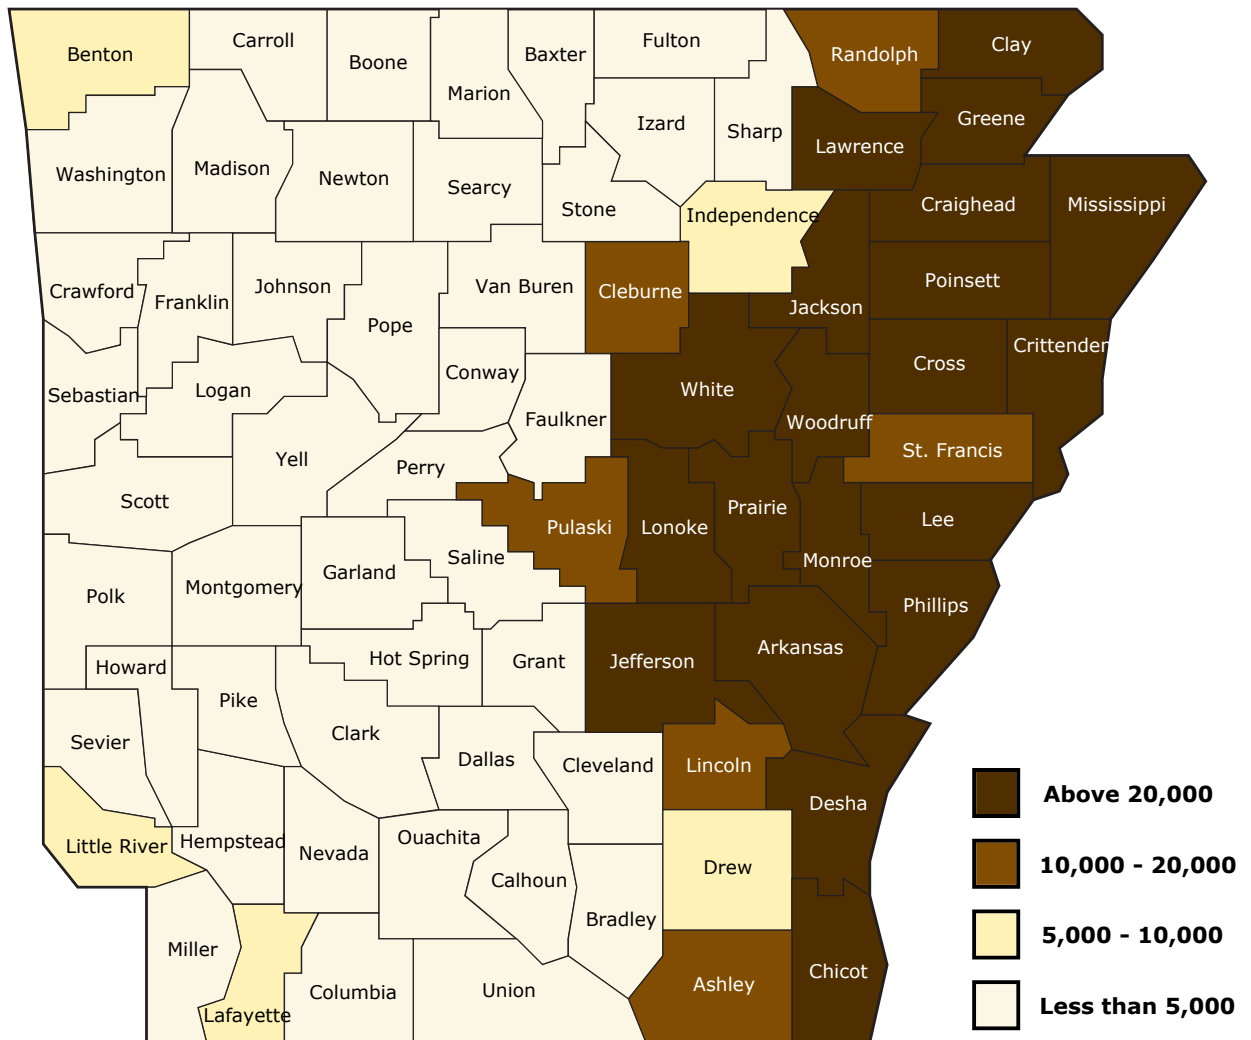 Benton
Carroll
Boone
Marion
Baxter
Fulton
Randolph
Clay
Greene
Izard
Sharp
Lawrence
Washington
Madison
Newton
Searcy
Stone
Independence
Craighead
Mississippi
Crawford
Franklin
Johnson
Pope
Van Buren
Cleburne
Jackson
Poinsett
Crittenden
Cross
Sebastian
Logan
Conway
White
Faulkner
Woodruff
St. Francis
Yell
Perry
Scott
Pulaski
Lonoke
Prairie
Lee
Saline
Garland
Monroe
Montgomery
Polk
Phillips
Arkansas
Howard
Hot Spring
Grant
Jefferson
Pike
Clark
Sevier
Dallas
Cleveland
Lincoln
Desha
Above 20,000
Little River
Hempstead
Nevada
Ouachita
Calhoun
Drew
10,000 - 20,000
Bradley
5,000 - 10,000
Miller
Columbia
Union
Ashley
Chicot
Lafayette
Less than 5,000